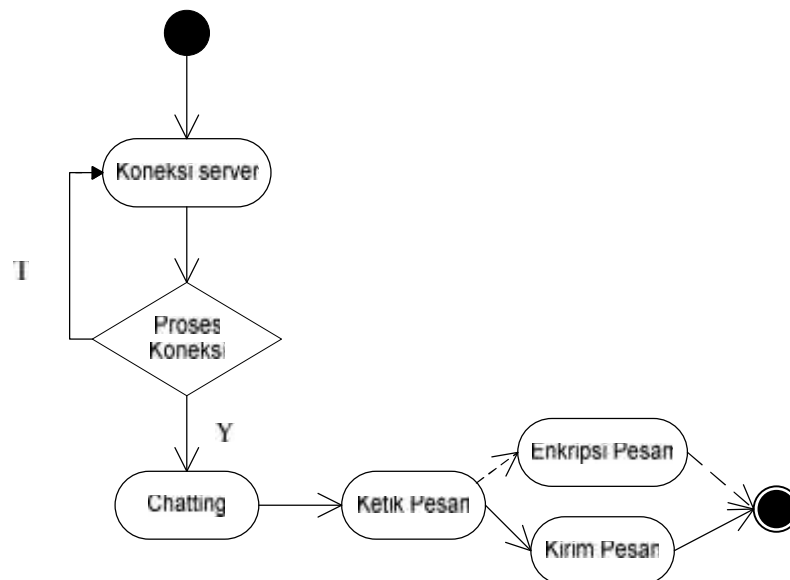 Koneksi server
T
Proses
Koneksi
Y
Chatting
Ketik Pesan
Enkripsi Pesan
Kirim Pesan